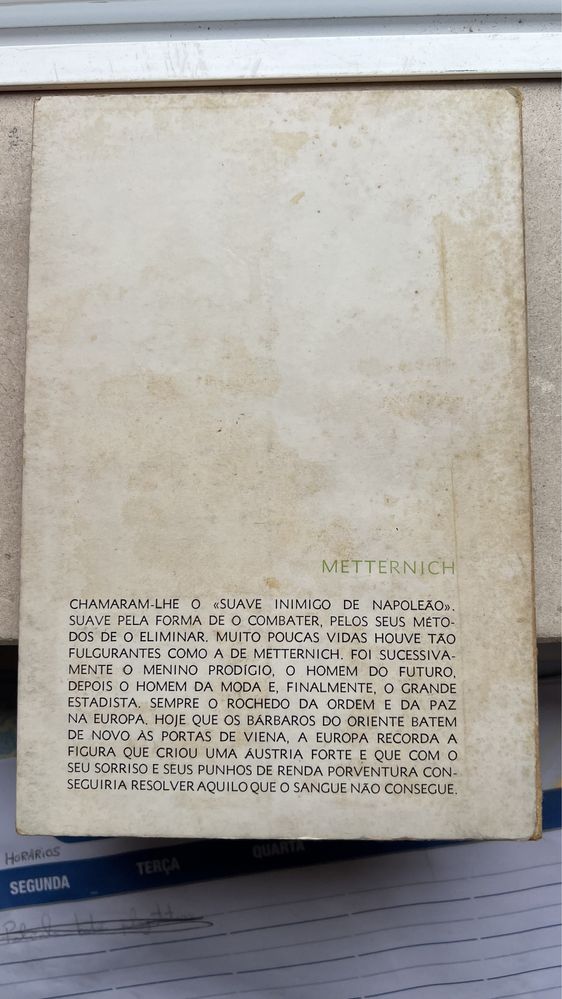 METTERNICH
CHAMARAM-LHE O «SUAVE INIMIGO DE NAPOLEÃO».
SUAVE PELA FORMA DE O COMBATER, PELOS SEUS MÉTO-
DOS DE O ELIMINAR. MUITO POUCAS VIDAS HOUVE TÃO
FULGURANTES COMO A DE METTERNICH. FOI SUCESSIVA-
MENTE O MENINO PRODÍGIO, O HOMEM DO FUTURO,
DEPOIS O HOMEM DA MODA E, FINALMENTE, O GRANDE
ESTADISTA. SEMPRE O ROCHEDO DA ORDEM E DA PAZ
NA EUROPA. HOJE QUE OS BÁRBAROS DO ORIENTE BATEM
DE NOVO ÀS PORTAS DE VIENA, A EUROPA RECORDA A
FIGURA QUE CRIOU UMA ÁUSTRIA FORTE E QUE COM O
SEU SORRISO E SEUS PUNHOS DE RENDA PORVENTURA CON-
SEGUIRIA RESOLVER AQUILO QUE O SANGUE NÃO CONSEGUE.
HORÁRIOS
SEGUNDA TERÇA QUARTA